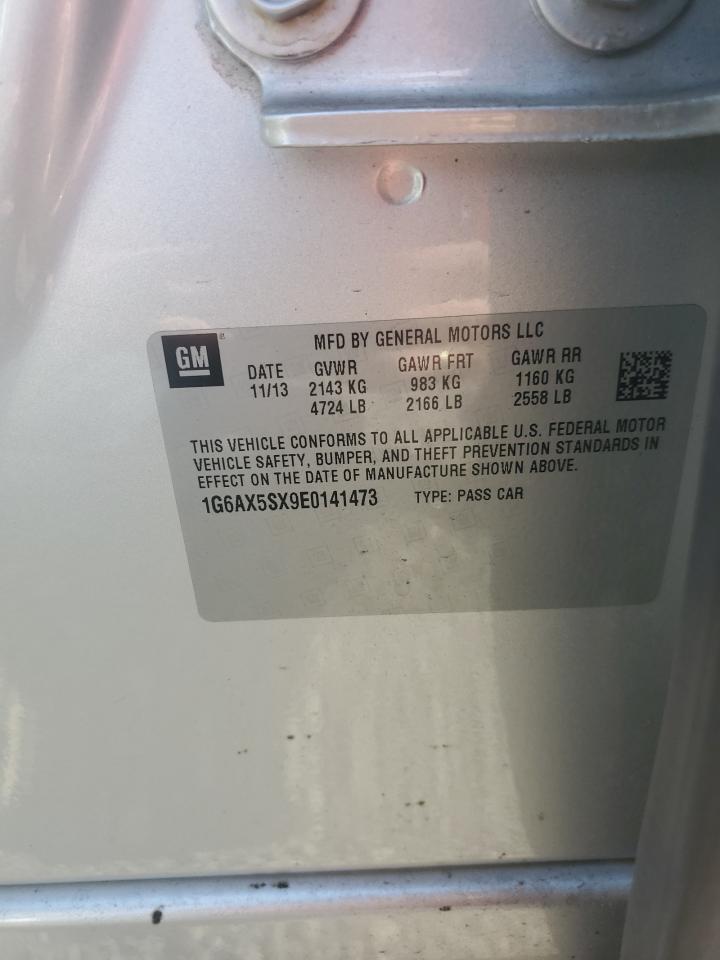 GM
MFD BY GENERAL MOTORS LLC
DATE GVWR GAWR FRT GAWR RR
11/13 2143 KG 983 KG 1160 KG
4724 LB 2166 LB 2558 LB
THIS VEHICLE CONFORMS TO ALL APPLICABLE U.S. FEDERAL MOTOR
VEHICLE SAFETY, BUMPER, AND THEFT PREVENTION STANDARDS IN
EFFECT ON THE DATE OF MANUFACTURE SHOWN ABOVE.
1G6AX5SX9E0141473 TYPE: PASS CAR